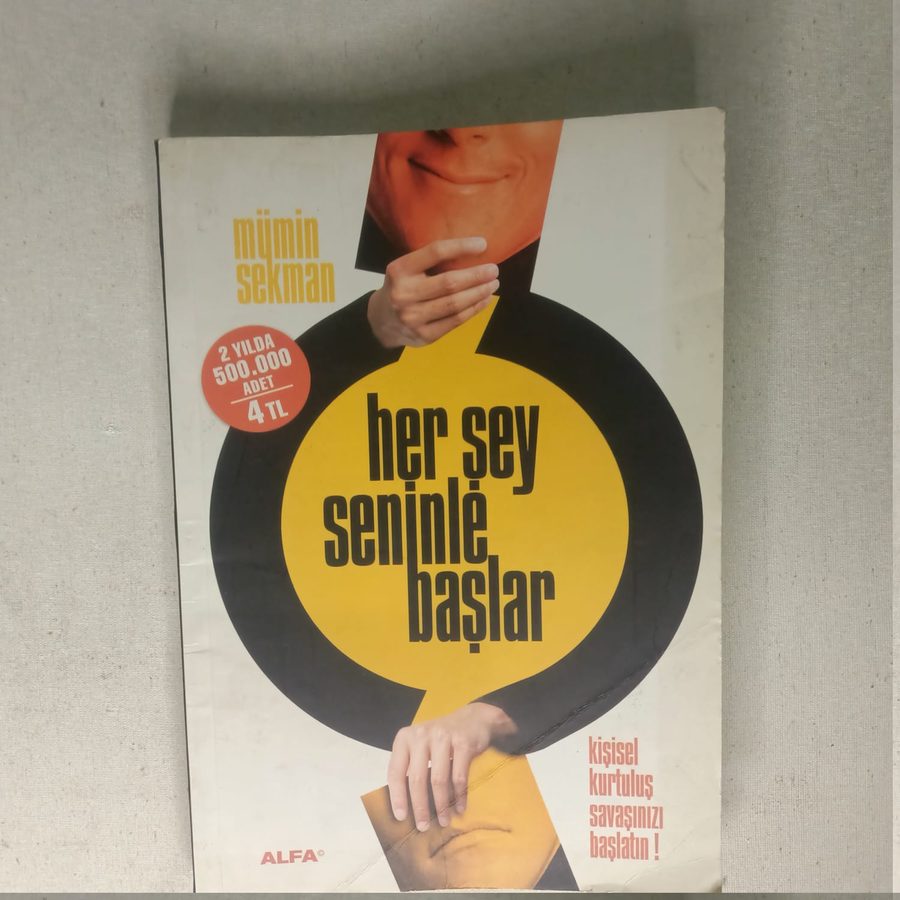 mümin
sekman
2 YILDA
500.000
ADET
4 TL
her şey
seninle
başlar
kişisel
kurtuluş
savaşınızı
başlatın !
ALFA©